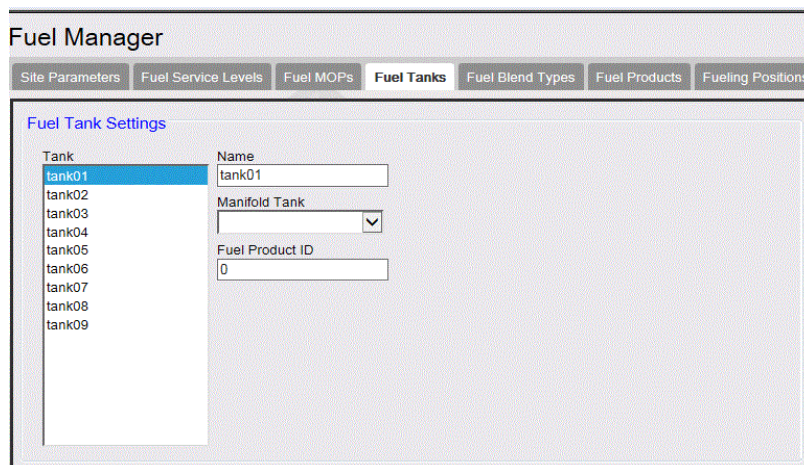 Fuel Manager
Site Parameters Fuel Service Levels Fuel MOPs Fuel Tanks Fuel Blend Types Fuel Products Fueling Positions
Fuel Tank Settings
Tank
tank01
tank02
tank03
tank04
tank05
tank06
tank07
tank08
tank09
Name
tank01
Manifold Tank
Fuel Product ID
0